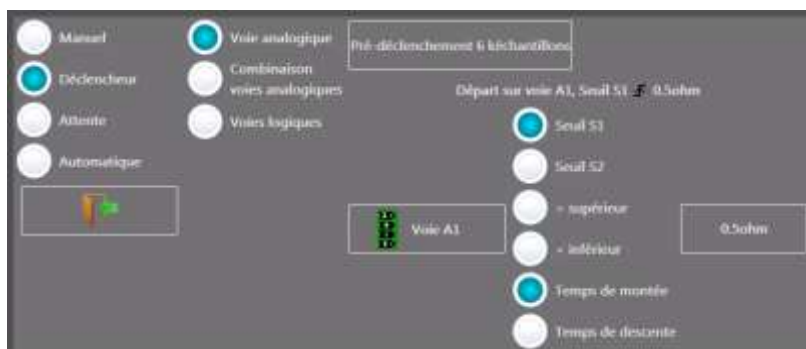 Manuel
Déclencheur
Attente
Automatique
Voie analogique
Combinaison
voies analogiques
Voies logiques
Pré-déclenchement 6 kéchantillons
Départ sur voie A1, Seuil S1 0.5ohm
Seuil S1
Seuil S2
= supérieur
= inférieur
Temps de montée
Temps de descente
Voie A1
0.5ohm